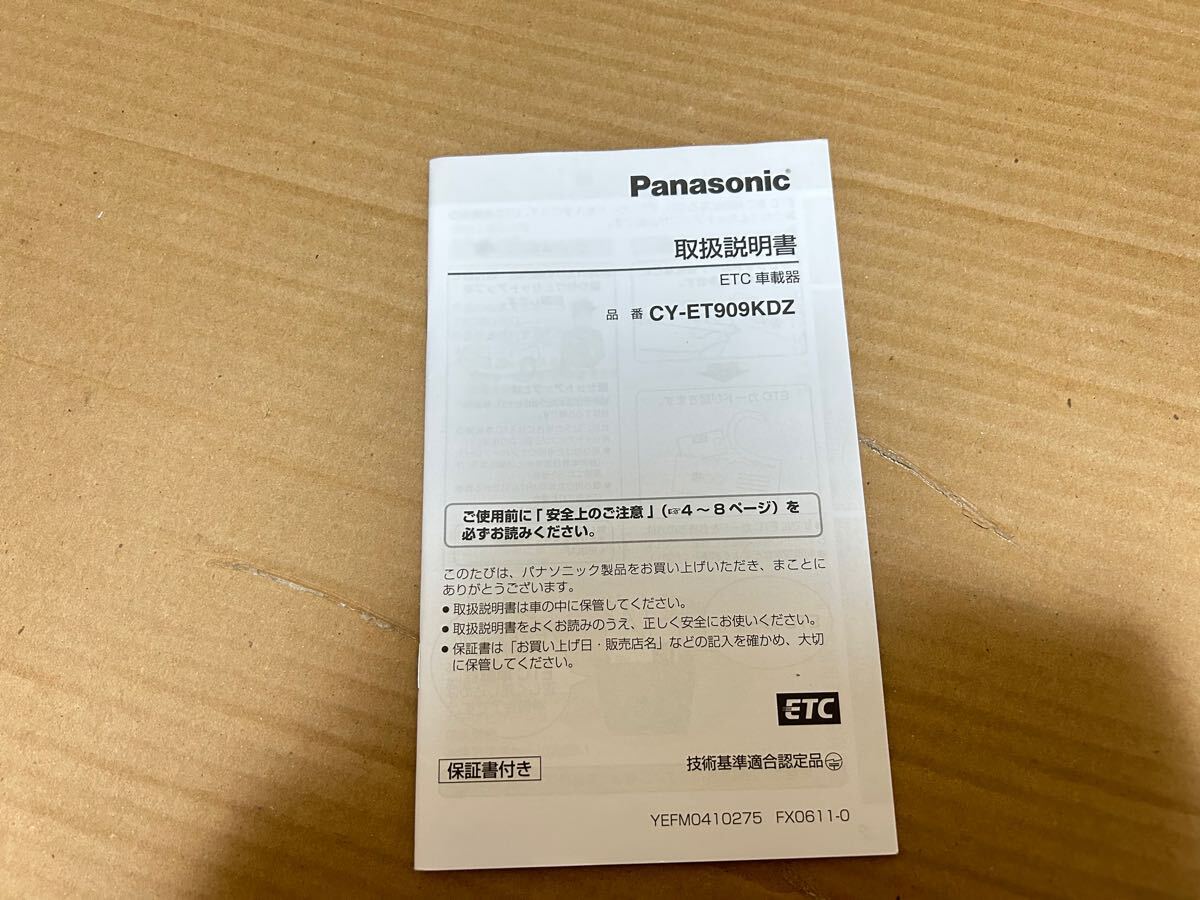 Panasonic®
取扱説明書
ETC 車載器
品 番 CY-ET909KDZ
ご使用前に「安全上のご注意」(☞4～8ページ)を
必ずお読みください。
このたびは、パナソニック製品をお買い上げいただき、まことに
ありがとうございます。
● 取扱説明書は車の中に保管してください。
● 取扱説明書をよくお読みのうえ、正しく安全にお使いください。
● 保証書は「お買い上げ日・販売店名」などの記入を確かめ、大切
に保管してください。
ETC
保証書付き
技術基準適合認定品
YEFM0410275 FX0611-0